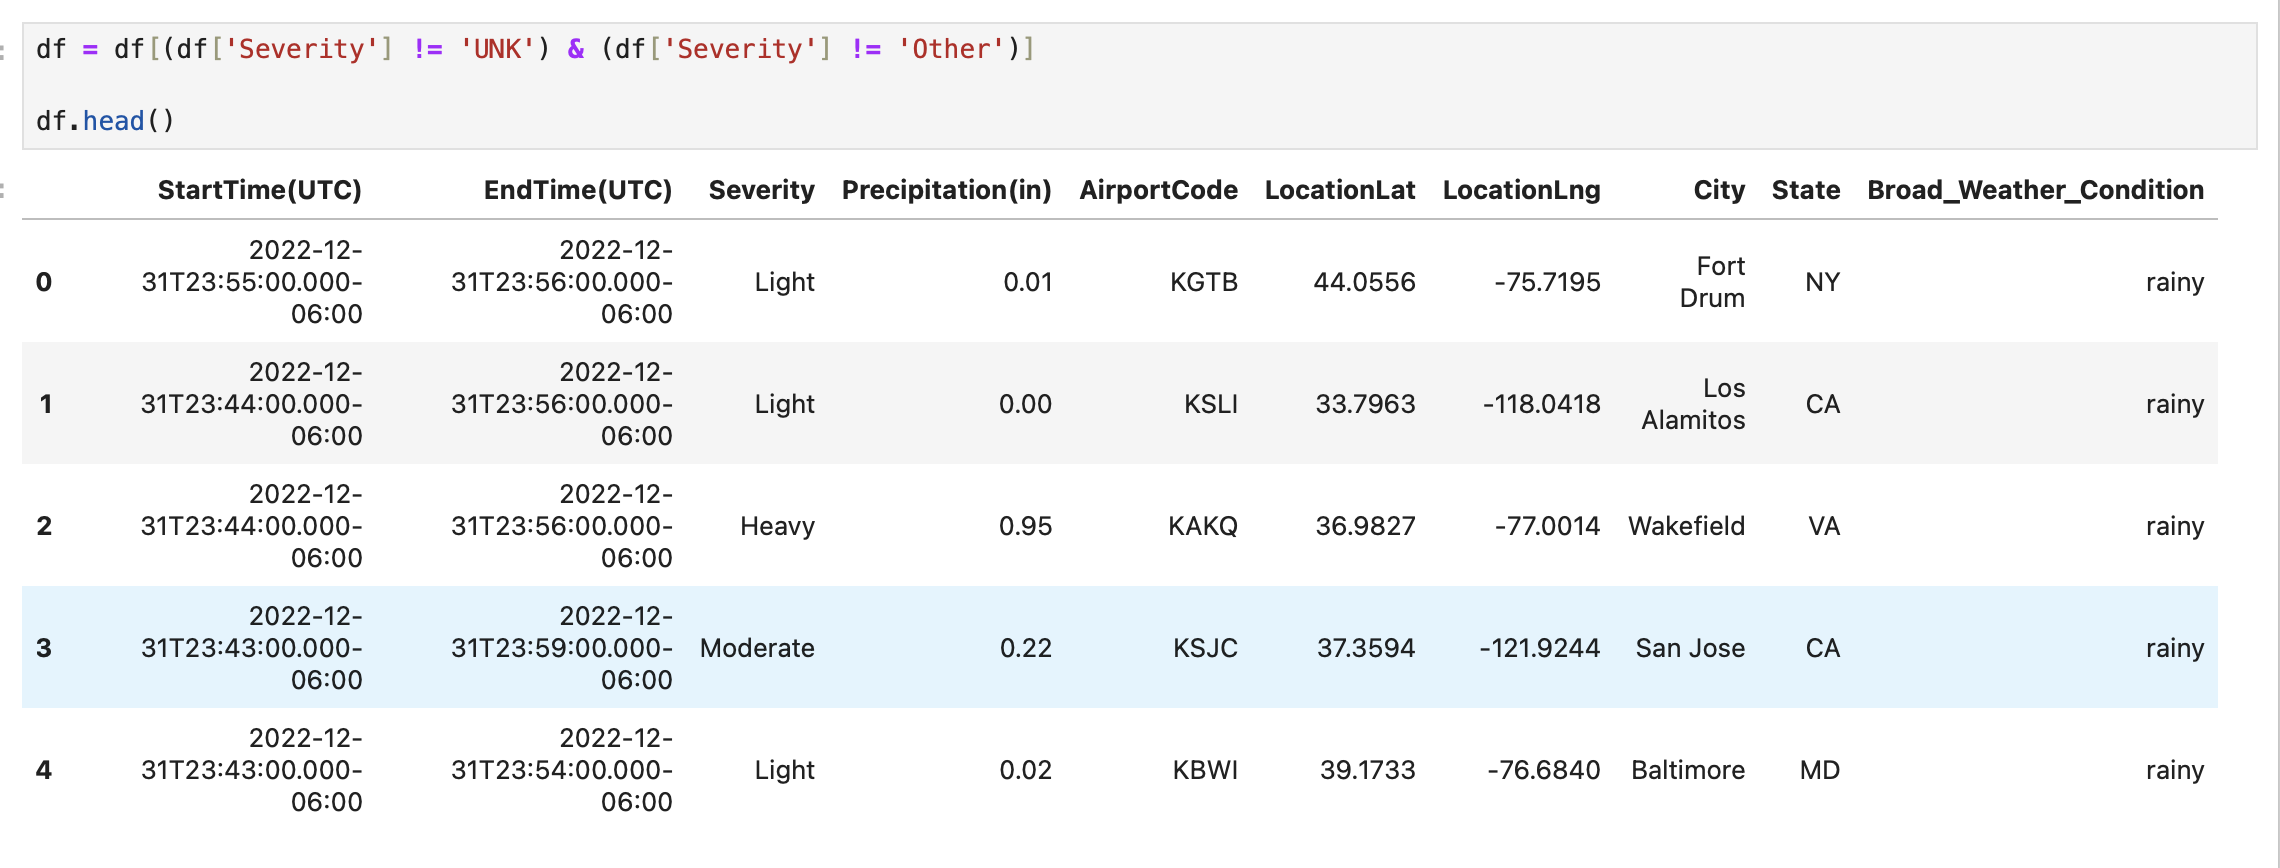 df = df[(df['Severity'] != 'UNK') & (df['Severity'] != 'Other')]
df.head()
StartTime(UTC) EndTime(UTC) Severity Precipitation(in) AirportCode LocationLat LocationLng City State Broad_Weather_Condition
0 2022-12-31T23:55:00.000-06:00 2022-12-31T23:56:00.000-06:00 Light 0.01 KGTB 44.0556 -75.7195 Fort Drum NY rainy
1 2022-12-31T23:44:00.000-06:00 2022-12-31T23:56:00.000-06:00 Light 0.00 KSLI 33.7963 -118.0418 Los Alamitos CA rainy
2 2022-12-31T23:44:00.000-06:00 2022-12-31T23:56:00.000-06:00 Heavy 0.95 KAKQ 36.9827 -77.0014 Wakefield VA rainy
3 2022-12-31T23:43:00.000-06:00 2022-12-31T23:59:00.000-06:00 Moderate 0.22 KSJC 37.3594 -121.9244 San Jose CA rainy
4 2022-12-31T23:43:00.000-06:00 2022-12-31T23:54:00.000-06:00 Light 0.02 KBWI 39.1733 -76.6840 Baltimore MD rainy